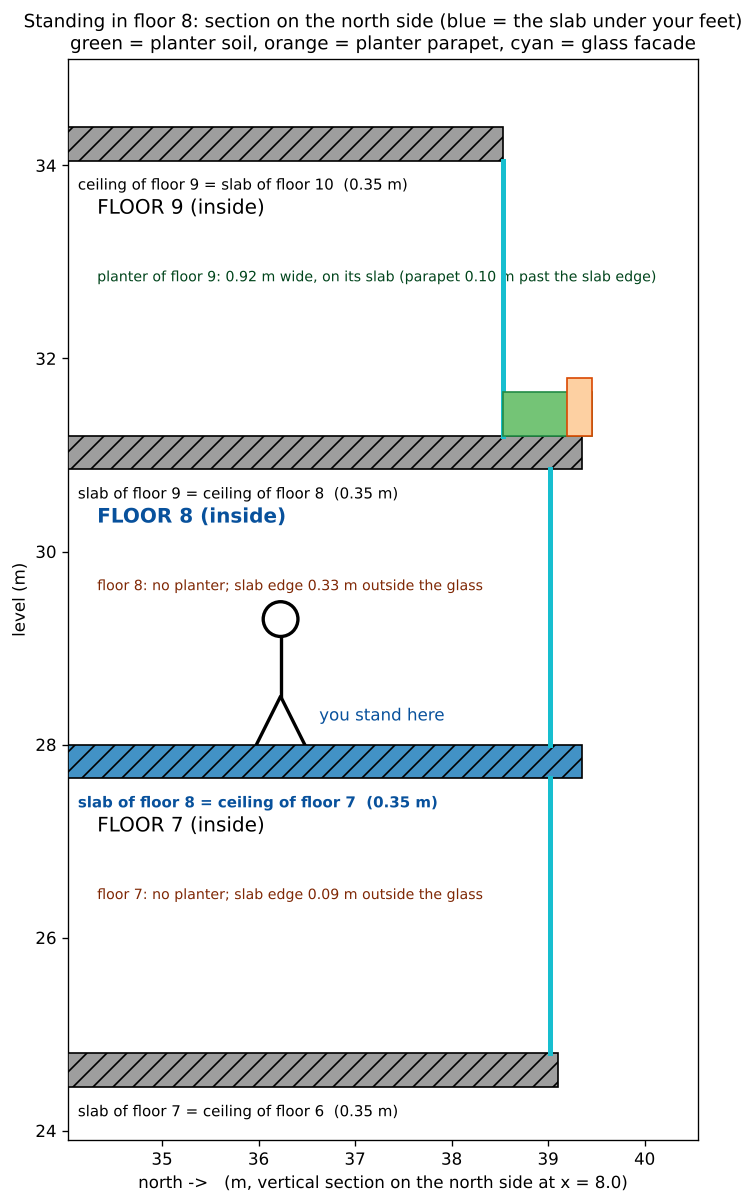 Standing in floor 8: section on the north side (blue = the slab under your feet)
green = planter soil, orange = planter parapet, cyan = glass facade
34
ceiling of floor 9 = slab of floor 10  (0.35 m)
FLOOR 9 (inside)
planter of floor 9: 0.92 m wide, on its slab (parapet 0.10 m past the slab edge)
32
slab of floor 9 = ceiling of floor 8  (0.35 m)
FLOOR 8 (inside)
30
floor 8: no planter; slab edge 0.33 m outside the glass
level (m)
you stand here
28
slab of floor 8 = ceiling of floor 7  (0.35 m)
FLOOR 7 (inside)
floor 7: no planter; slab edge 0.09 m outside the glass
26
slab of floor 7 = ceiling of floor 6  (0.35 m)
24
35 36 37 38 39 40
north ->   (m, vertical section on the north side at x = 8.0)